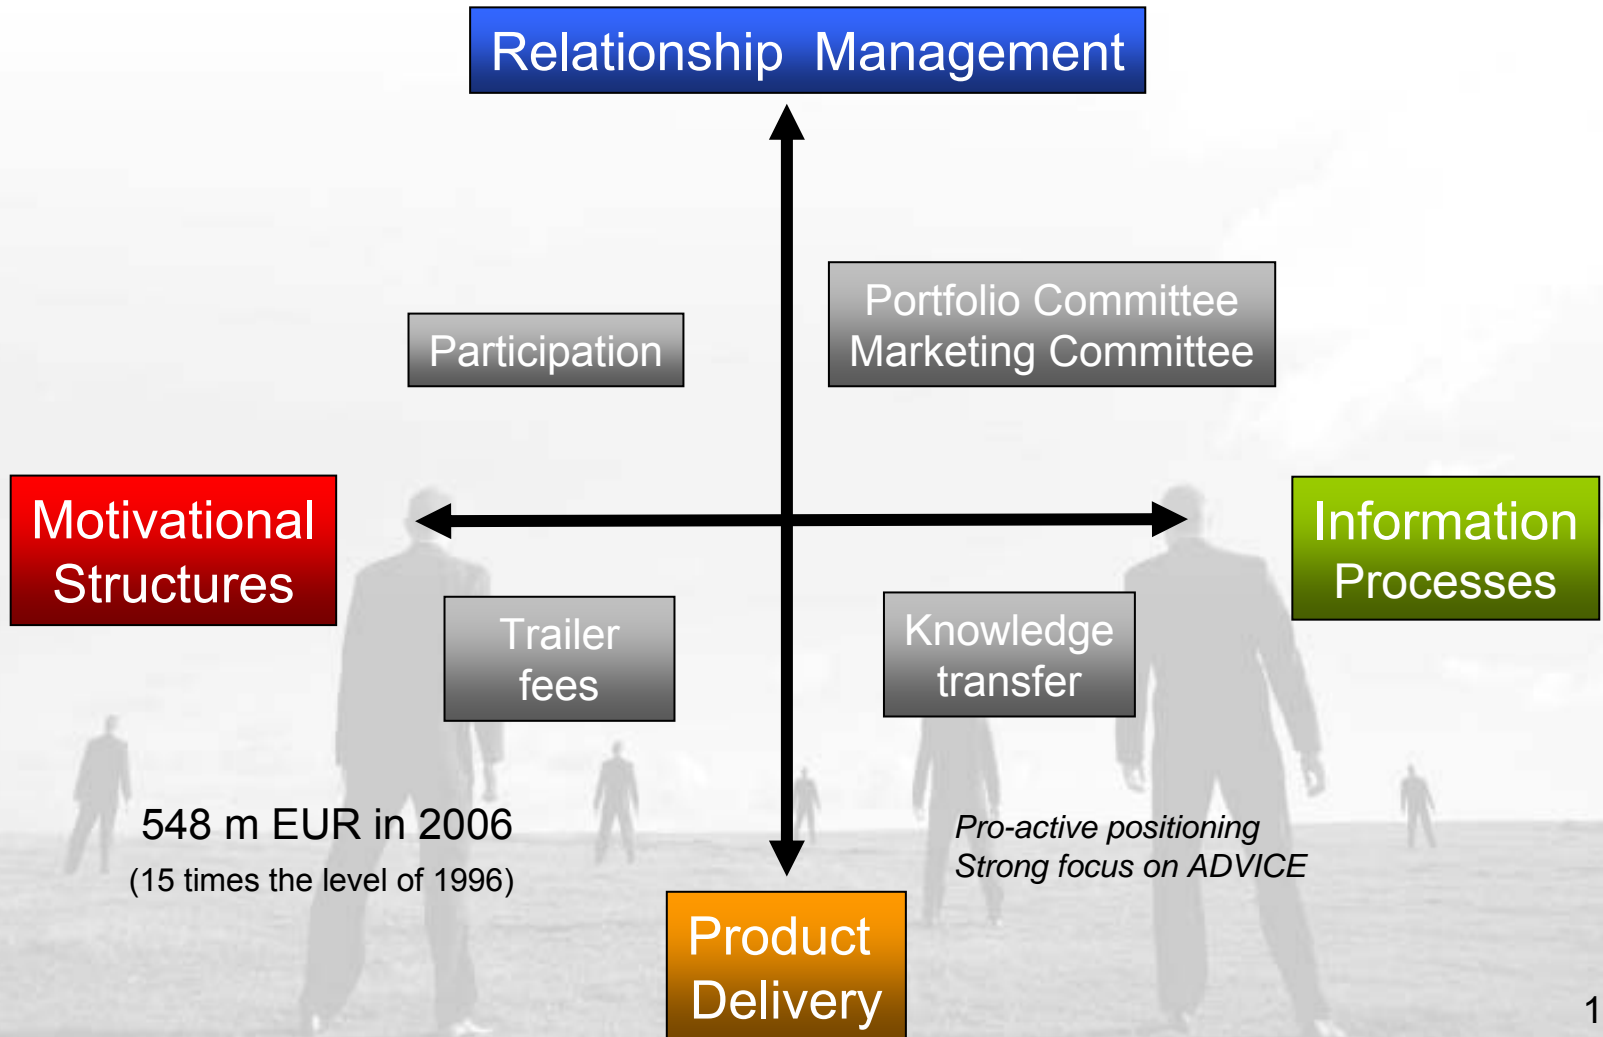 Relationship Management
Portfolio Committee
Marketing Committee
Participation
Motivational
Structures
Information
Processes
Trailer
fees
Knowledge
transfer
548 m EUR in 2006
(15 times the level of 1996)
Pro-active positioning
Strong focus on ADVICE
Product
Delivery
1